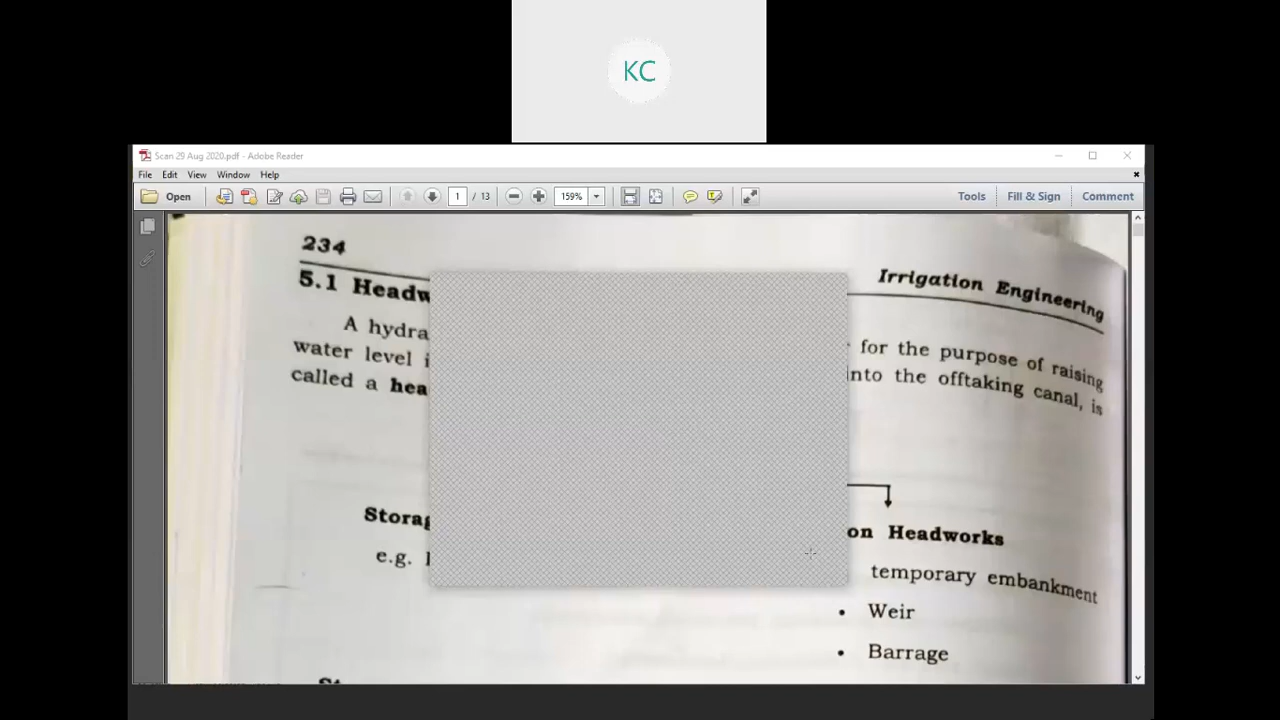 KC
Scan 29 Aug 2020.pdf - Adobe Reader
File Edit View Window Help
Open 1 / 13 159% Tools Fill & Sign Comment
234
Irrigation Engineering
5.1 Headw
A hydra for the purpose of raising
water level i into the offtaking canal, is
called a hea
Storag on Headworks
e.g. temporary embankment
• Weir
• Barrage